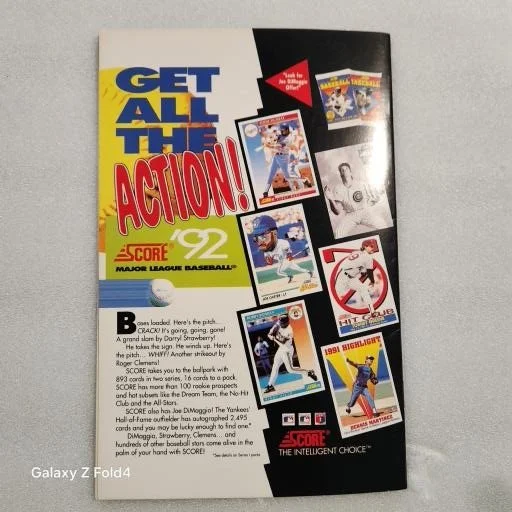 GET
ALL
THE
ACTION!
SCORE® '92
MAJOR LEAGUE BASEBALL®
Bases loaded. Here's the pitch...
CRACK! It's going, going, gone!
A grand slam by Darryl Strawberry!
He takes the sign. He winds up. Here's
the pitch... WHIFF! Another strikeout by
Roger Clemens!
SCORE takes you to the ballpark with
893 cards in two series, 16 cards to a pack.
SCORE has more than 100 rookie prospects
and hot subsets like the Dream Team, the No-Hit
Club and the All-Stars.
SCORE also has Joe DiMaggio! The Yankees'
Hall-of-Fame outfielder has autographed 2,495
cards and you may be lucky enough to find one.*
DiMaggio, Strawberry, Clemens... and
hundreds of other baseball stars come alive in the
palm of your hand with SCORE!
*See details on Series I packs.
"Look for
Joe DiMaggio
Offer!"
BASEBALL
BASEBALL
JOE CARTER - LF
HIT CLUB
1991 HIGHLIGHT
DENNIS MARTINEZ
SCORE®
THE INTELLIGENT CHOICE™
Galaxy Z Fold4